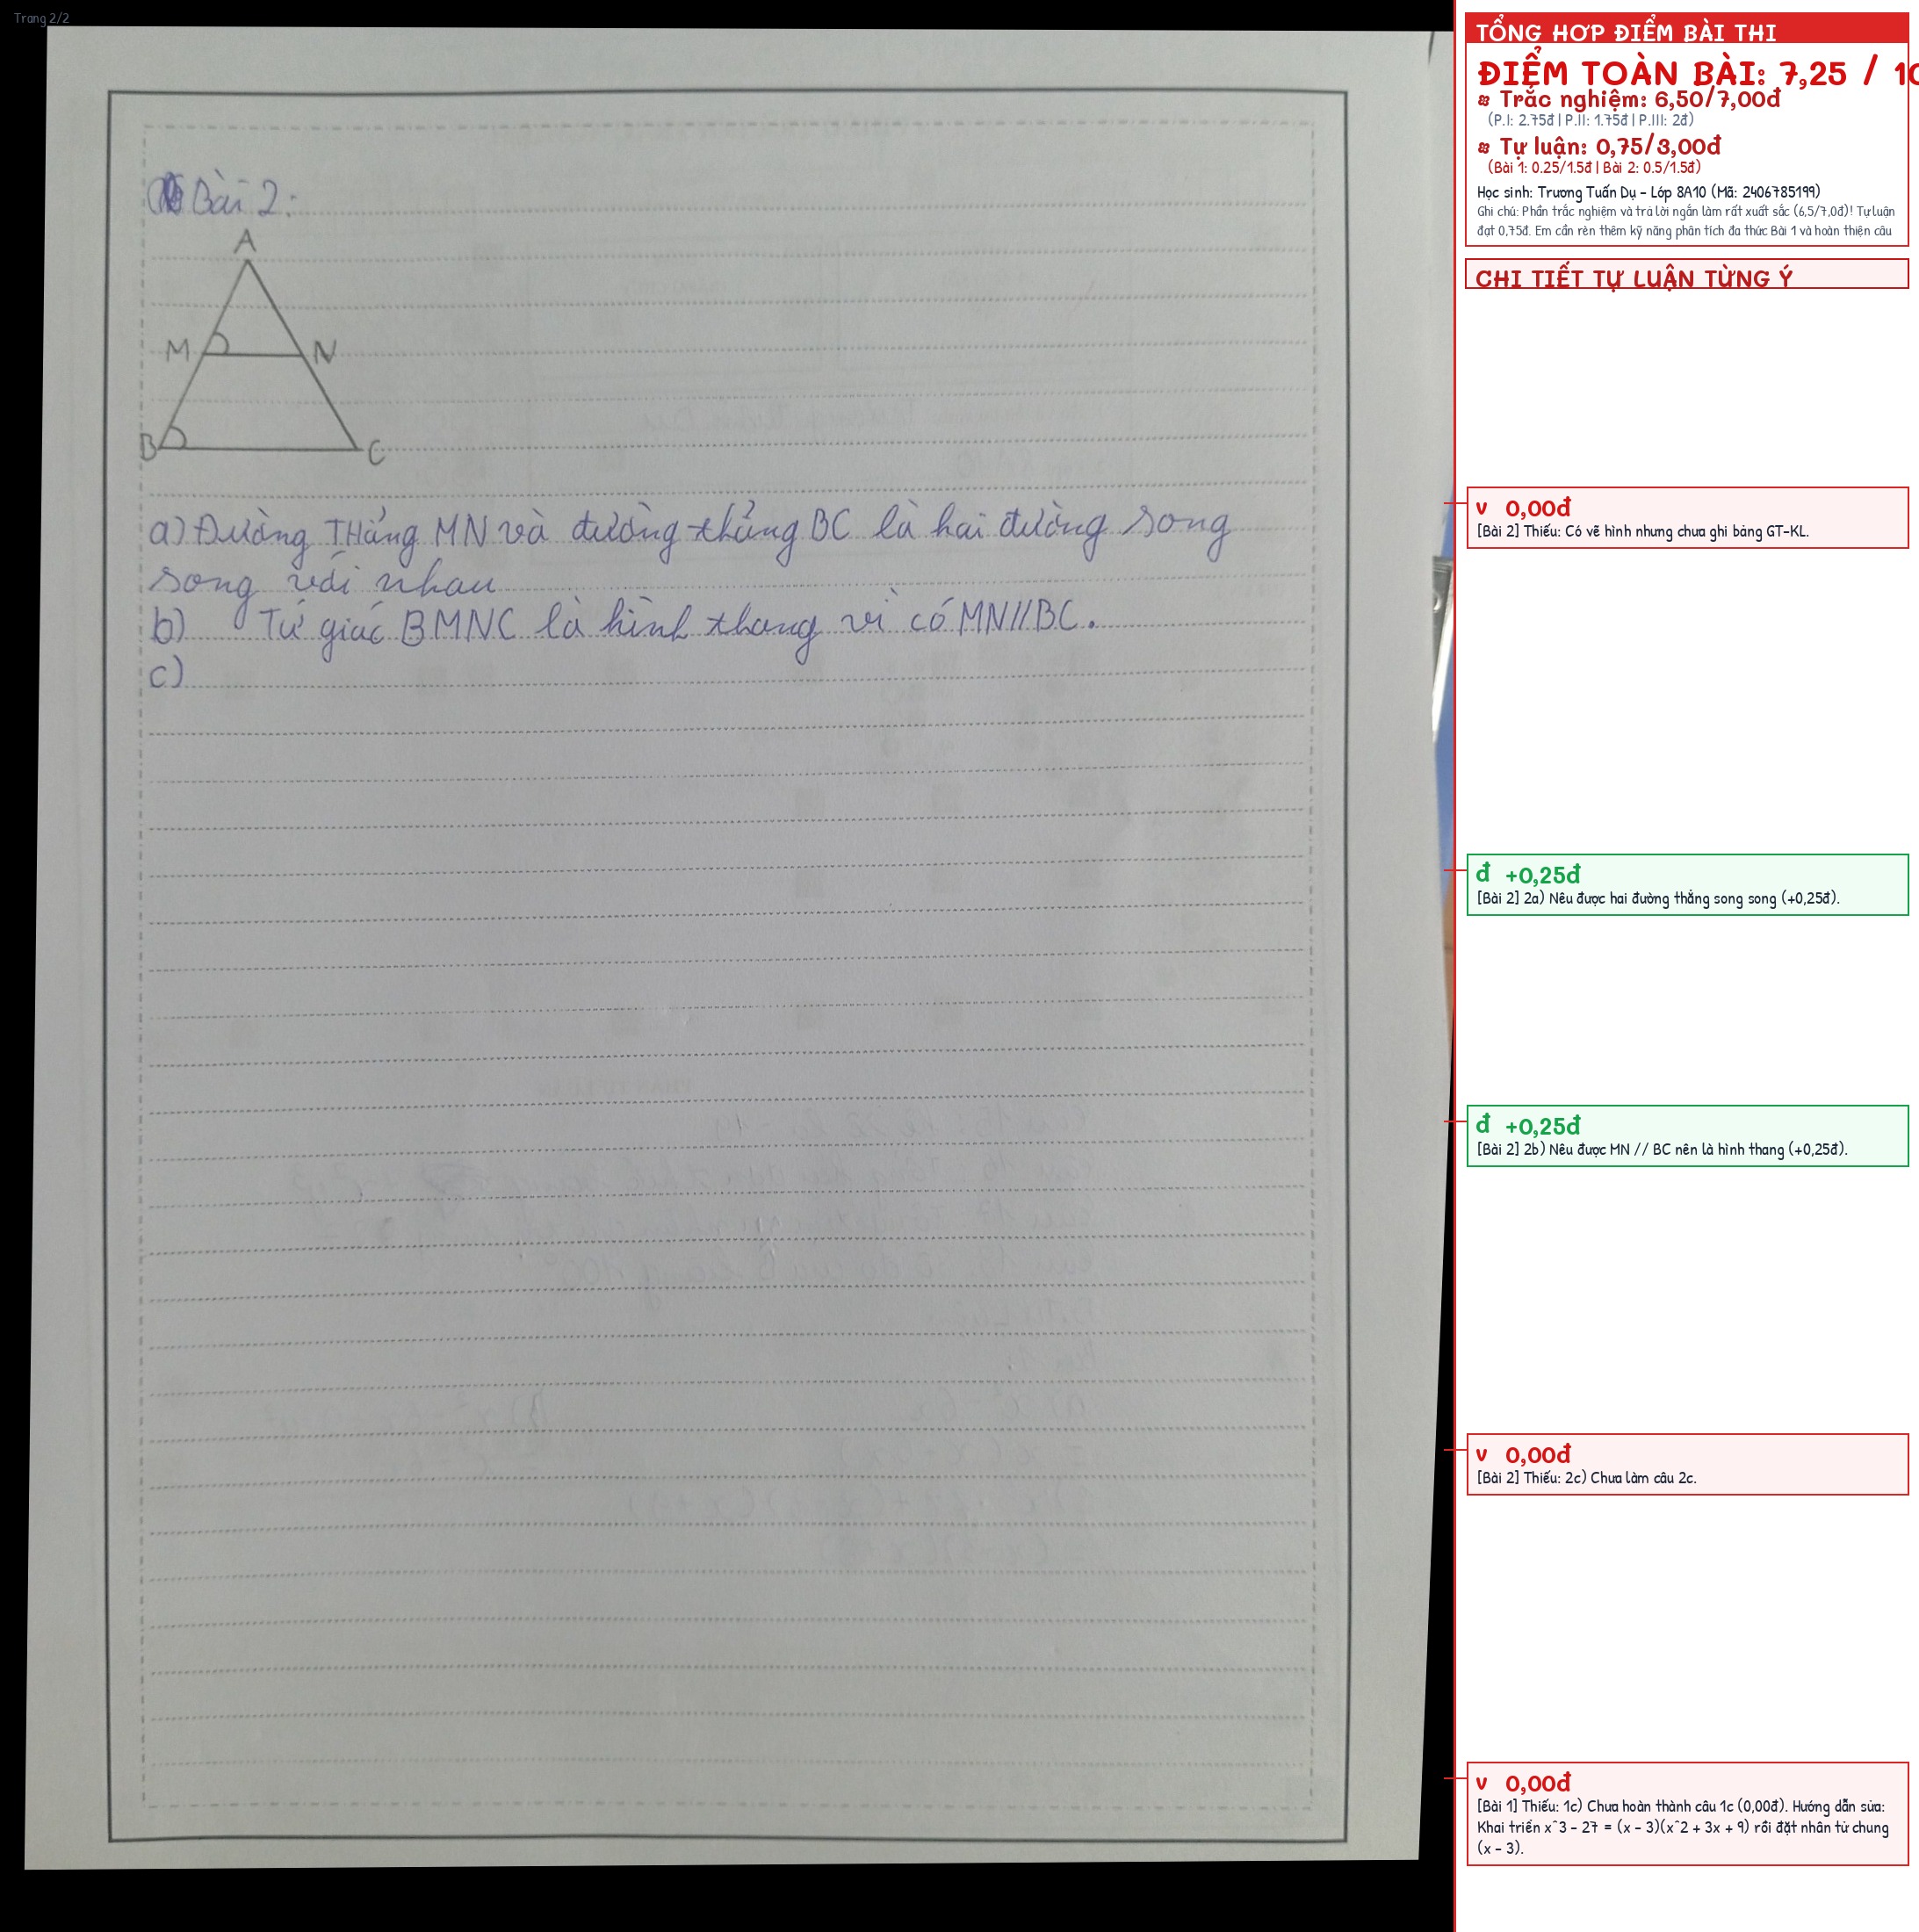 Trang 2/2
Bài 2:
A
M N
B C
a) Đường THẳng MN và đường thẳng BC là hai đường song
song với nhau
b) Tứ giác BMNC là hình thang vì có MN//BC.
c)
TỔNG HỢP ĐIỂM BÀI THI
ĐIỂM TOÀN BÀI: 7,25 / 10
Trắc nghiệm: 6,50/7,00đ
(P.I: 2.75đ | P.II: 1.75đ | P.III: 2đ)
Tự luận: 0,75/3,00đ
(Bài 1: 0.25/1.5đ | Bài 2: 0.5/1.5đ)
Học sinh: Trương Tuấn Dụ - Lớp 8A10 (Mã: 2406785199)
Ghi chú: Phần trắc nghiệm và trả lời ngắn làm rất xuất sắc (6,5/7,0đ)! Tự luận
đạt 0,75đ. Em cần rèn thêm kỹ năng phân tích đa thức Bài 1 và hoàn thiện câu
CHI TIẾT TỰ LUẬN TỪNG Ý
v 0,00đ
[Bài 2] Thiếu: Có vẽ hình nhưng chưa ghi bảng GT-KL.
đ +0,25đ
[Bài 2] 2a) Nêu được hai đường thẳng song song (+0,25đ).
đ +0,25đ
[Bài 2] 2b) Nêu được MN // BC nên là hình thang (+0,25đ).
v 0,00đ
[Bài 2] Thiếu: 2c) Chưa làm câu 2c.
v 0,00đ
[Bài 1] Thiếu: 1c) Chưa hoàn thành câu 1c (0,00đ). Hướng dẫn sửa:
Khai triển x^3 - 27 = (x - 3)(x^2 + 3x + 9) rồi đặt nhân tử chung
(x - 3).